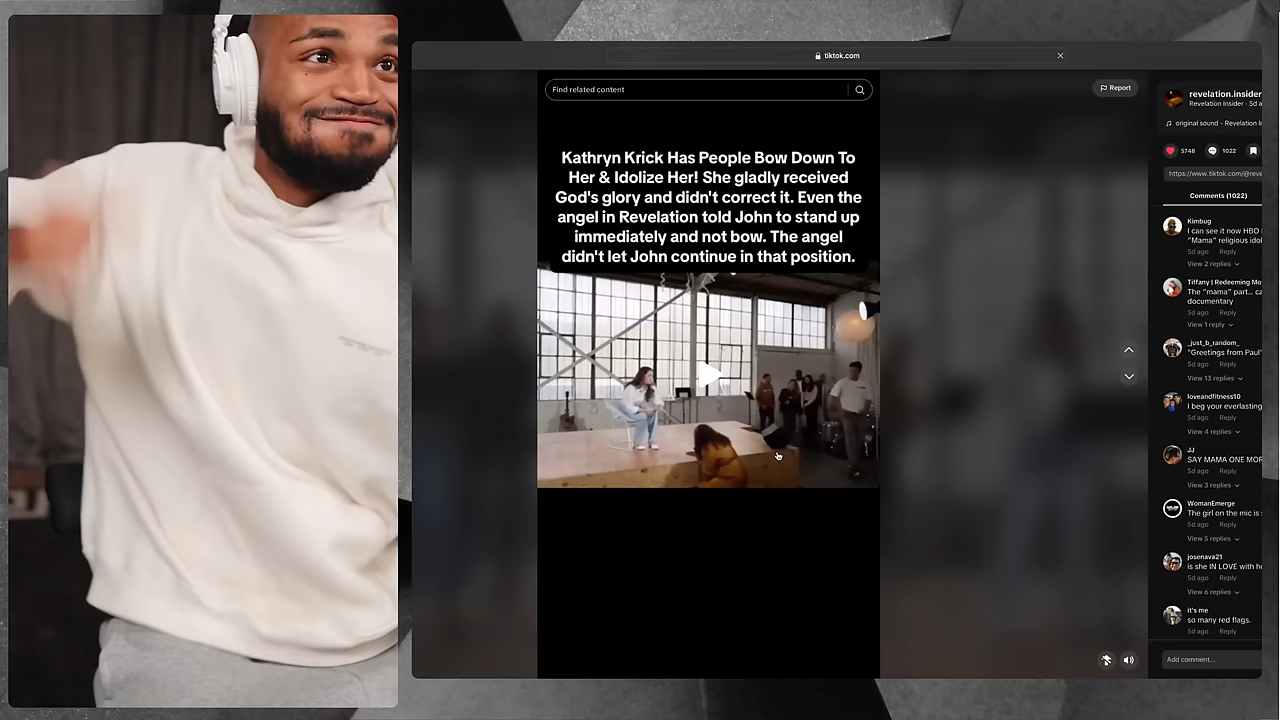 tiktok.com
Find related content
Report
Kathryn Krick Has People Bow Down To
Her & Idolize Her! She gladly received
God's glory and didn't correct it. Even the
angel in Revelation told John to stand up
immediately and not bow. The angel
didn't let John continue in that position.
revelation.insider
Revelation Insider · 5d a
original sound - Revelation I
5748
1022
https://www.tiktok.com/@reve
Comments (1022)
Kimbug
I can see it now HBO
"Mama" religious idol
5d ago Reply
View 2 replies
Tiffany | Redeeming Mo
The "mama" part... ca
documentary
5d ago Reply
View 1 reply
_just_b_random_
"Greetings from Paul"
5d ago Reply
View 13 replies
loveandfitness10
I beg your everlasting
5d ago Reply
View 4 replies
JJ
SAY MAMA ONE MOR
5d ago Reply
View 3 replies
WomanEmerge
The girl on the mic is
5d ago Reply
View 5 replies
josenava21
is she IN LOVE with h
5d ago Reply
View 6 replies
it's me
so many red flags.
5d ago Reply
Add comment...